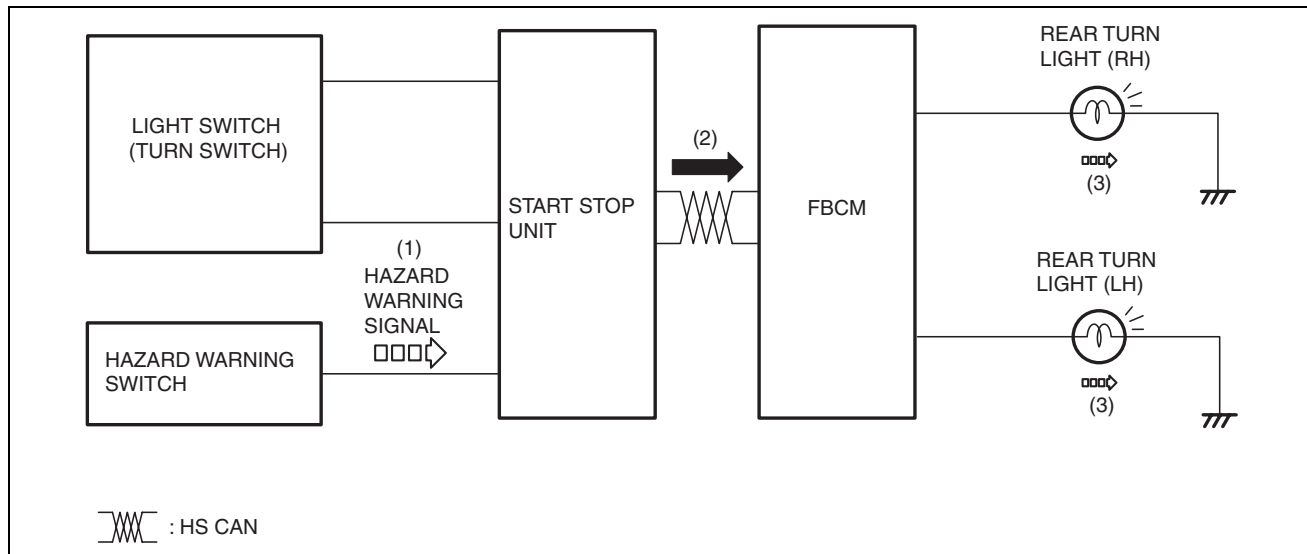 LIGHT SWITCH
(TURN SWITCH)
HAZARD WARNING
SWITCH
(1)
HAZARD
WARNING
SIGNAL
START STOP
UNIT
(2)
FBCM
REAR TURN
LIGHT (RH)
(3)
REAR TURN
LIGHT (LH)
(3)
: HS CAN